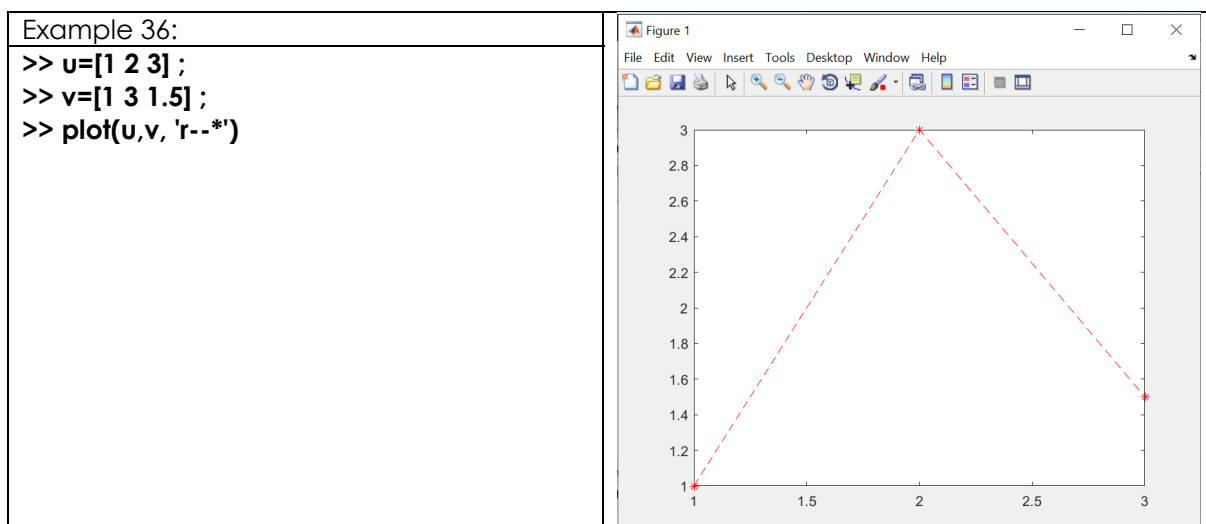 Example 36:
>> u=[1 2 3] ;
>> v=[1 3 1.5] ;
>> plot(u,v, 'r--*')
Figure 1
File Edit View Insert Tools Desktop Window Help
3
2.8
2.6
2.4
2.2
2
1.8
1.6
1.4
1.2
1
1 1.5 2 2.5 3